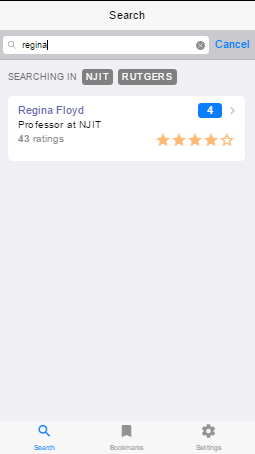 Search
regina
Cancel
SEARCHING IN NJIT RUTGERS
Regina Floyd
4
Professor at NJIT
43 ratings
Search
Bookmarks
Settings